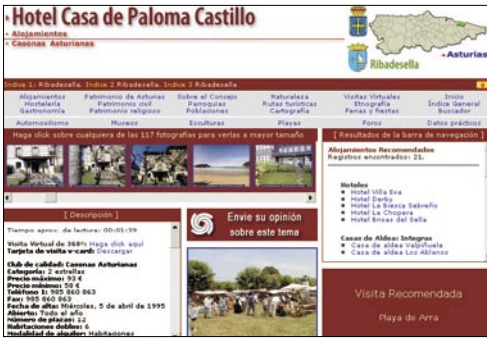 Hotel Casa de Paloma Castillo
Alojamientos
Casonas Asturianas
Ribadesella
Asturias
Indice 1: Ribadesella. Indice 2 Ribadesella. Indice 3 Ribadesella
Alojamientos Patrimonio de Asturias Sobre el Concejo Naturaleza Visitas Virtuales Inicio
Hostelería Patrimonio civil Parroquias Rutas turísticas Etnografía Índice General
Gastronomía Patrimonio religioso Poblaciones Cartografía Ferias y fiestas Buscador
Automovilismo Museos Esculturas Playas Foros Datos prácticos
Haga click sobre cualquiera de las 117 fotografías para verlas a mayor tamaño
[ Resultados de la barra de navegación ]
Alojamientos Recomendados
Registros encontrados: 21.
Hoteles
Hotel Villa Eva
Hotel Derby
Hotel La Biesca Sebreño
Hotel La Chopera
Hotel Brisas del Sella
Casas de Aldea: Integras
Casa de aldea Valpiñuela
Casa de aldea Los Ablanos
[ Descripción ]
Tiempo aprox. de lectura: 00:01:39
Visita Virtual de 360º: Haga click aquí
Tarjeta de visita v-card: Descargar
Club de calidad: Casonas Asturianas
Categoría: 2 estrellas
Precio máximo: 93 €
Precio mínimo: 58 €
Teléfono 1: 985 860 863
Fax: 985 860 863
Fecha de alta: Miércoles, 5 de abril de 1995
Abierto: Todo el año
Número de plazas: 12
Habitaciones dobles: 6
Modalidad de alquiler: Habitaciones
Envíe su opinión
sobre este tema
Visita Recomendada
Playa de Arra